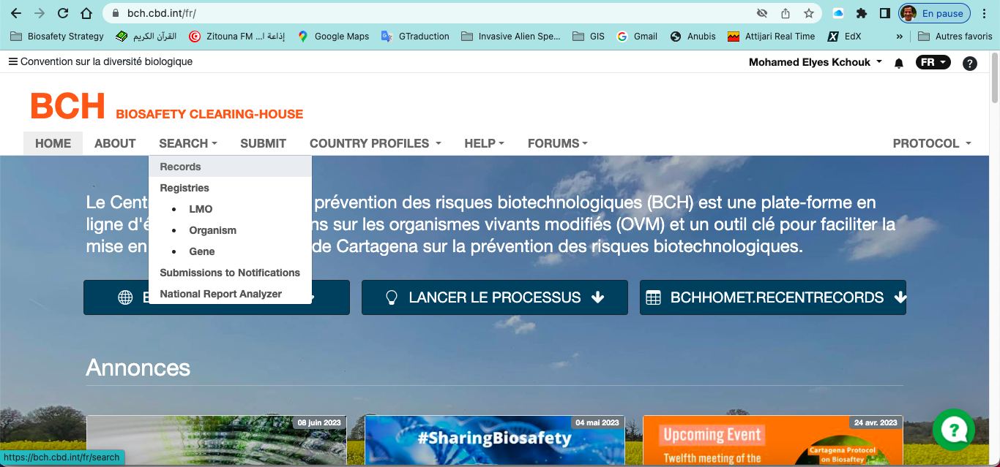 bch.cbd.int/fr/
En pause
Biosafety Strategy
القرآن الكريم
Zitouna FM ...إذاعة ا
Google Maps
GTraduction
Invasive Alien Spe...
GIS
Gmail
Anubis
Attijari Real Time
EdX
»
Autres favoris
Convention sur la diversité biologique
Mohamed Elyes Kchouk
FR
?
BCH BIOSAFETY CLEARING-HOUSE
HOME ABOUT SEARCH SUBMIT COUNTRY PROFILES HELP FORUMS PROTOCOL
Records
Registries
• LMO
• Organism
• Gene
Submissions to Notifications
National Report Analyzer
Le Cent prévention des risques biotechnologiques (BCH) est une plate-forme en
ligne d'é ns sur les organismes vivants modifiés (OVM) et un outil clé pour faciliter la
mise en de Cartagena sur la prévention des risques biotechnologiques.
LANCER LE PROCESSUS
BCHHOMET.RECENTRECORDS
Annonces
08 juin 2023
04 mai 2023
#SharingBiosafety
24 avr. 2023
Upcoming Event
Twelfth meeting of the
Cartagena Protocol
on Biosaftey
?
https://bch.cbd.int/fr/search